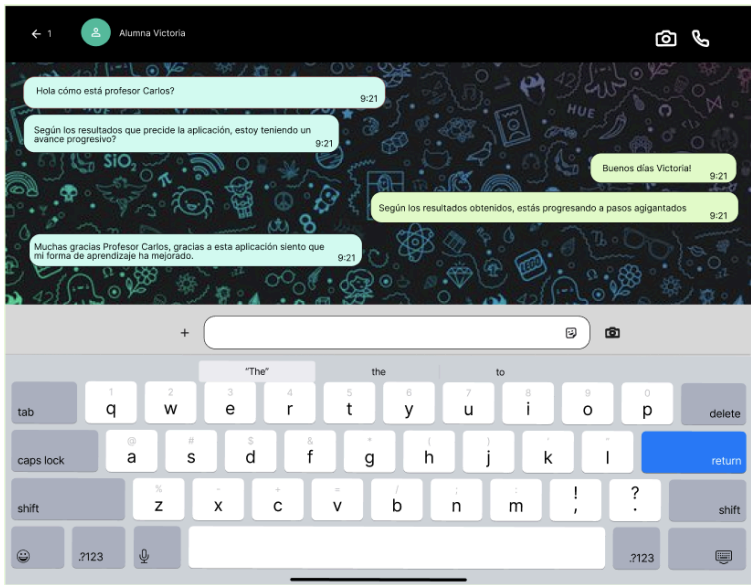 1
Alumna Victoria
Hola cómo está profesor Carlos?
9:21
Según los resultados que precide la aplicación, estoy teniendo un
avance progresivo?
9:21
Buenos días Victoria!
9:21
Según los resultados obtenidos, estás progresando a pasos agigantados
9:21
Muchas gracias Profesor Carlos, gracias a esta aplicación siento que
mi forma de aprendizaje ha mejorado.
9:21
SiO2
HUE
42
LEGO
+
"The" the to
1 2 3 4 5 6 7 8 9 0
tab q w e r t y u i o p delete
@ # $ & * ( ) ' "
caps lock a s d f g h j k l return
% - + = / ; : ! ?
shift z x c v b n m , . shift
.?123 .?123